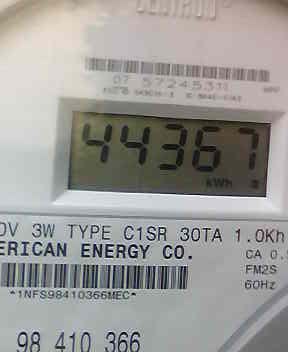 CENTRON
07 57245311
44367
kWh
0V 3W TYPE C1SR 30TA 1.0Kh
ERICAN ENERGY CO.
CA 0.
FM2S
*1NFS98410366MEC*
60Hz
98 410 366